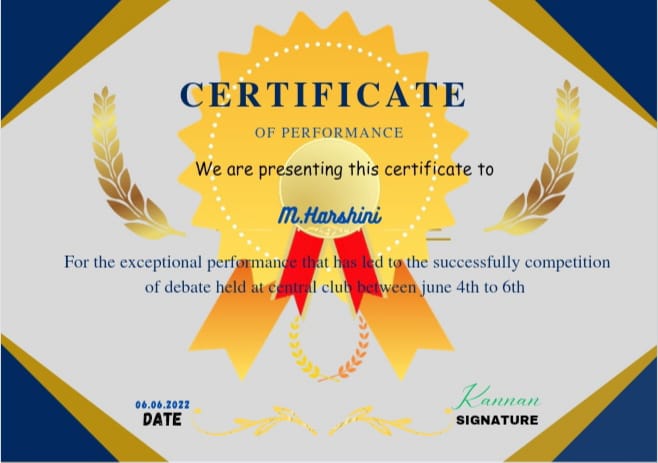 CERTIFICATE
OF PERFORMANCE
We are presenting this certificate to
M.Harshini
For the exceptional performance that has led to the successfully competition
of debate held at central club between june 4th to 6th
06.06.2022
DATE
Kannan
SIGNATURE